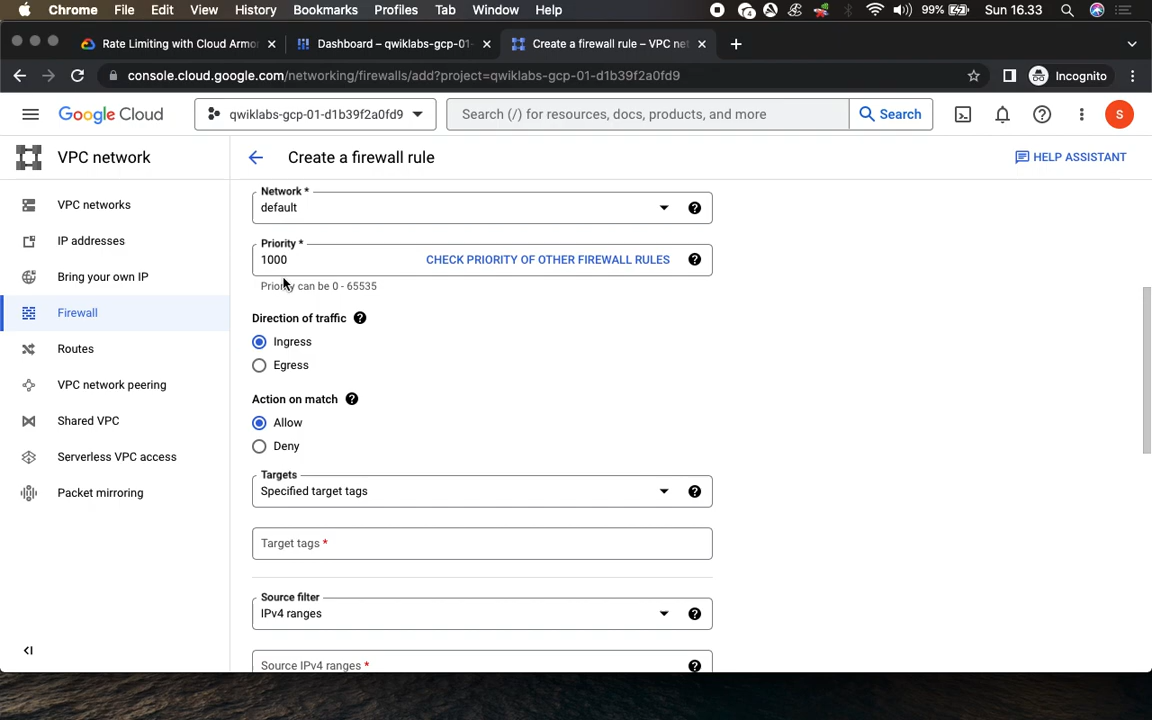 Chrome File Edit View History Bookmarks Profiles Tab Window Help 4 99% Sun 16.33
Rate Limiting with Cloud Armo Dashboard – qwiklabs-gcp-01- Create a firewall rule – VPC net
console.cloud.google.com/networking/firewalls/add?project=qwiklabs-gcp-01-d1b39f2a0fd9 Incognito
Google Cloud qwiklabs-gcp-01-d1b39f2a0fd9 Search (/) for resources, docs, products, and more Search S
VPC network Create a firewall rule HELP ASSISTANT
VPC networks
IP addresses
Bring your own IP
Firewall
Routes
VPC network peering
Shared VPC
Serverless VPC access
Packet mirroring
Network *
default
Priority *
1000 CHECK PRIORITY OF OTHER FIREWALL RULES
Priority can be 0 - 65535
Direction of traffic
Ingress
Egress
Action on match
Allow
Deny
Targets
Specified target tags
Target tags *
Source filter
IPv4 ranges
Source IPv4 ranges *